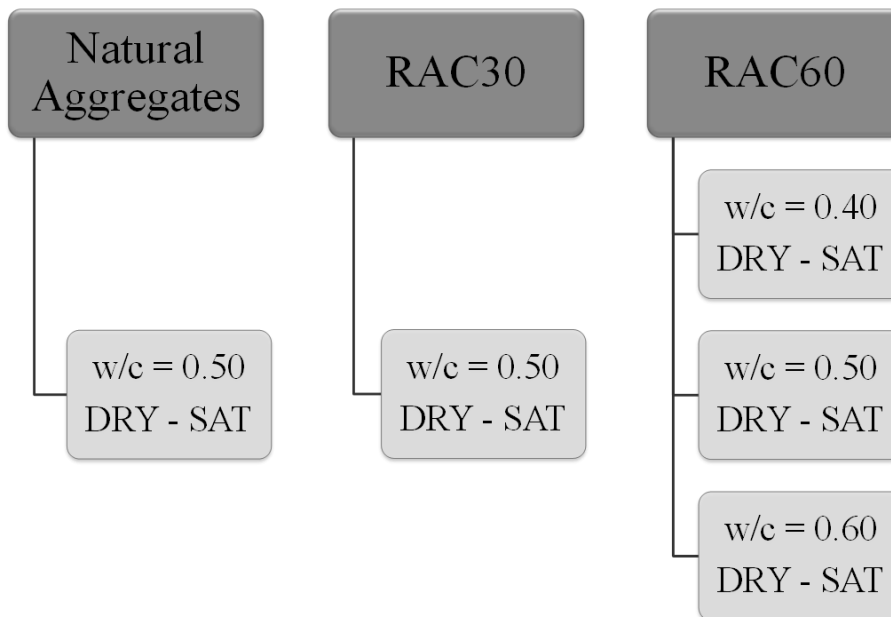 Natural
Aggregates
w/c = 0.50
DRY - SAT
RAC30
w/c = 0.50
DRY - SAT
RAC60
w/c = 0.40
DRY - SAT
w/c = 0.50
DRY - SAT
w/c = 0.60
DRY - SAT